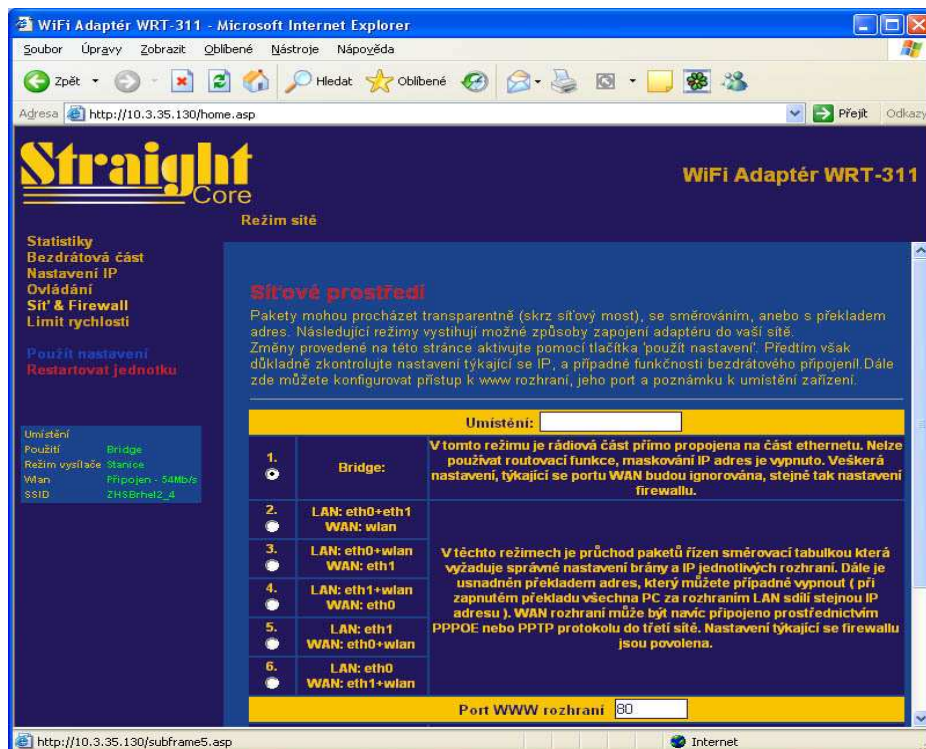 WiFi Adaptér WRT-311 - Microsoft Internet Explorer
Soubor Úpravy Zobrazit Oblíbené Nástroje Nápověda
Zpět Hledat Oblíbené
Adresa http://10.3.35.130/home.asp Přejít Odkazy
Straight
Core
WiFi Adaptér WRT-311
Režim sítě
Statistiky
Bezdrátová část
Nastavení IP
Ovládání
Síť & Firewall
Limit rychlosti
Použít nastavení
Restartovat jednotku
Umístění
Použití Bridge
Režim vysílače Stanice
Wlan Připojen - 54Mb/s
SSID ZHSBrhel2_4
Síťové prostředí
Pakety mohou procházet transparentně (skrz síťový most), se směrováním, anebo s překladem
adres. Následující režimy vystihují možné způsoby zapojení adaptéru do vaší sítě.
Změny provedené na této stránce aktivujte pomocí tlačítka 'použít nastavení'. Předtím však
důkladně zkontrolujte nastavení týkající se IP, a případné funkčnosti bezdrátového připojení!.Dále
zde můžete konfigurovat přístup k www rozhraní, jeho port a poznámku k umístění zařízení.
Umístění:
1.
Bridge:
V tomto režimu je rádiová část přímo propojena na část ethernetu. Nelze
používat routovací funkce, maskování IP adres je vypnuto. Veškerá
nastavení, týkající se portu WAN budou ignorována, stejně tak nastavení
firewallu.
2.
LAN: eth0+eth1
WAN: wlan
3.
LAN: eth0+wlan
WAN: eth1
4.
LAN: eth1+wlan
WAN: eth0
5.
LAN: eth1
WAN: eth0+wlan
6.
LAN: eth0
WAN: eth1+wlan
V těchto režimech je průchod paketů řízen směrovací tabulkou která
vyžaduje správné nastavení brány a IP jednotlivých rozhraní. Dále je
usnadněn překladem adres, který můžete případně vypnout ( při
zapnutém překladu všechna PC za rozhraním LAN sdílí stejnou IP
adresu ). WAN rozhraní může být navíc připojeno prostřednictvím
PPPOE nebo PPTP protokolu do třetí sítě. Nastavení týkající se firewallu
jsou povolena.
Port WWW rozhraní 80
http://10.3.35.130/subframe5.asp Internet